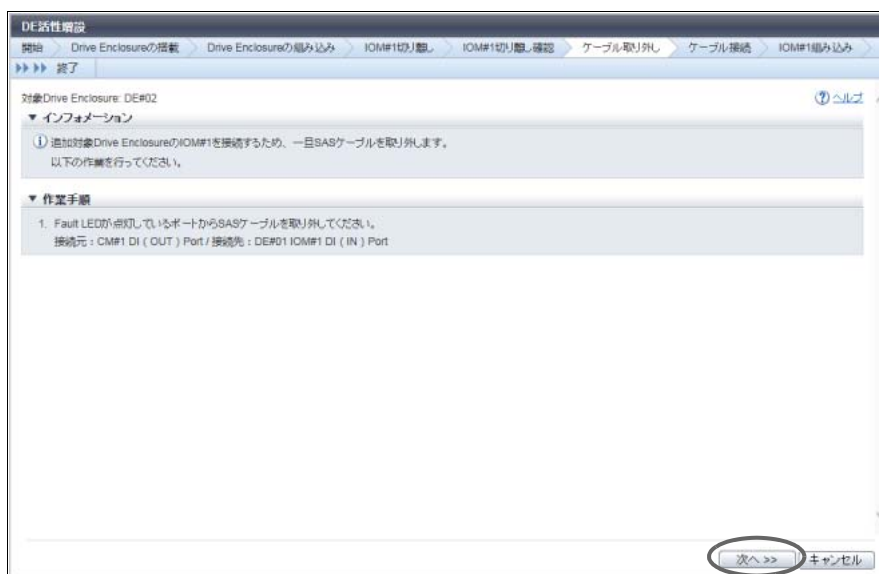 DE活性増設
開始 Drive Enclosureの搭載 Drive Enclosureの組み込み IOM#1切り離し IOM#1切り離し確認 ケーブル取り外し ケーブル接続 IOM#1組み込み
終了
対象Drive Enclosure: DE#02
ヘルプ
▼ インフォメーション
追加対象Drive EnclosureのIOM#1を接続するため、一旦SASケーブルを取り外します。
以下の作業を行ってください。
▼ 作業手順
1. Fault LEDが点灯しているポートからSASケーブルを取り外してください。
接続元：CM#1 DI ( OUT ) Port / 接続先：DE#01 IOM#1 DI ( IN ) Port
次へ >> キャンセル